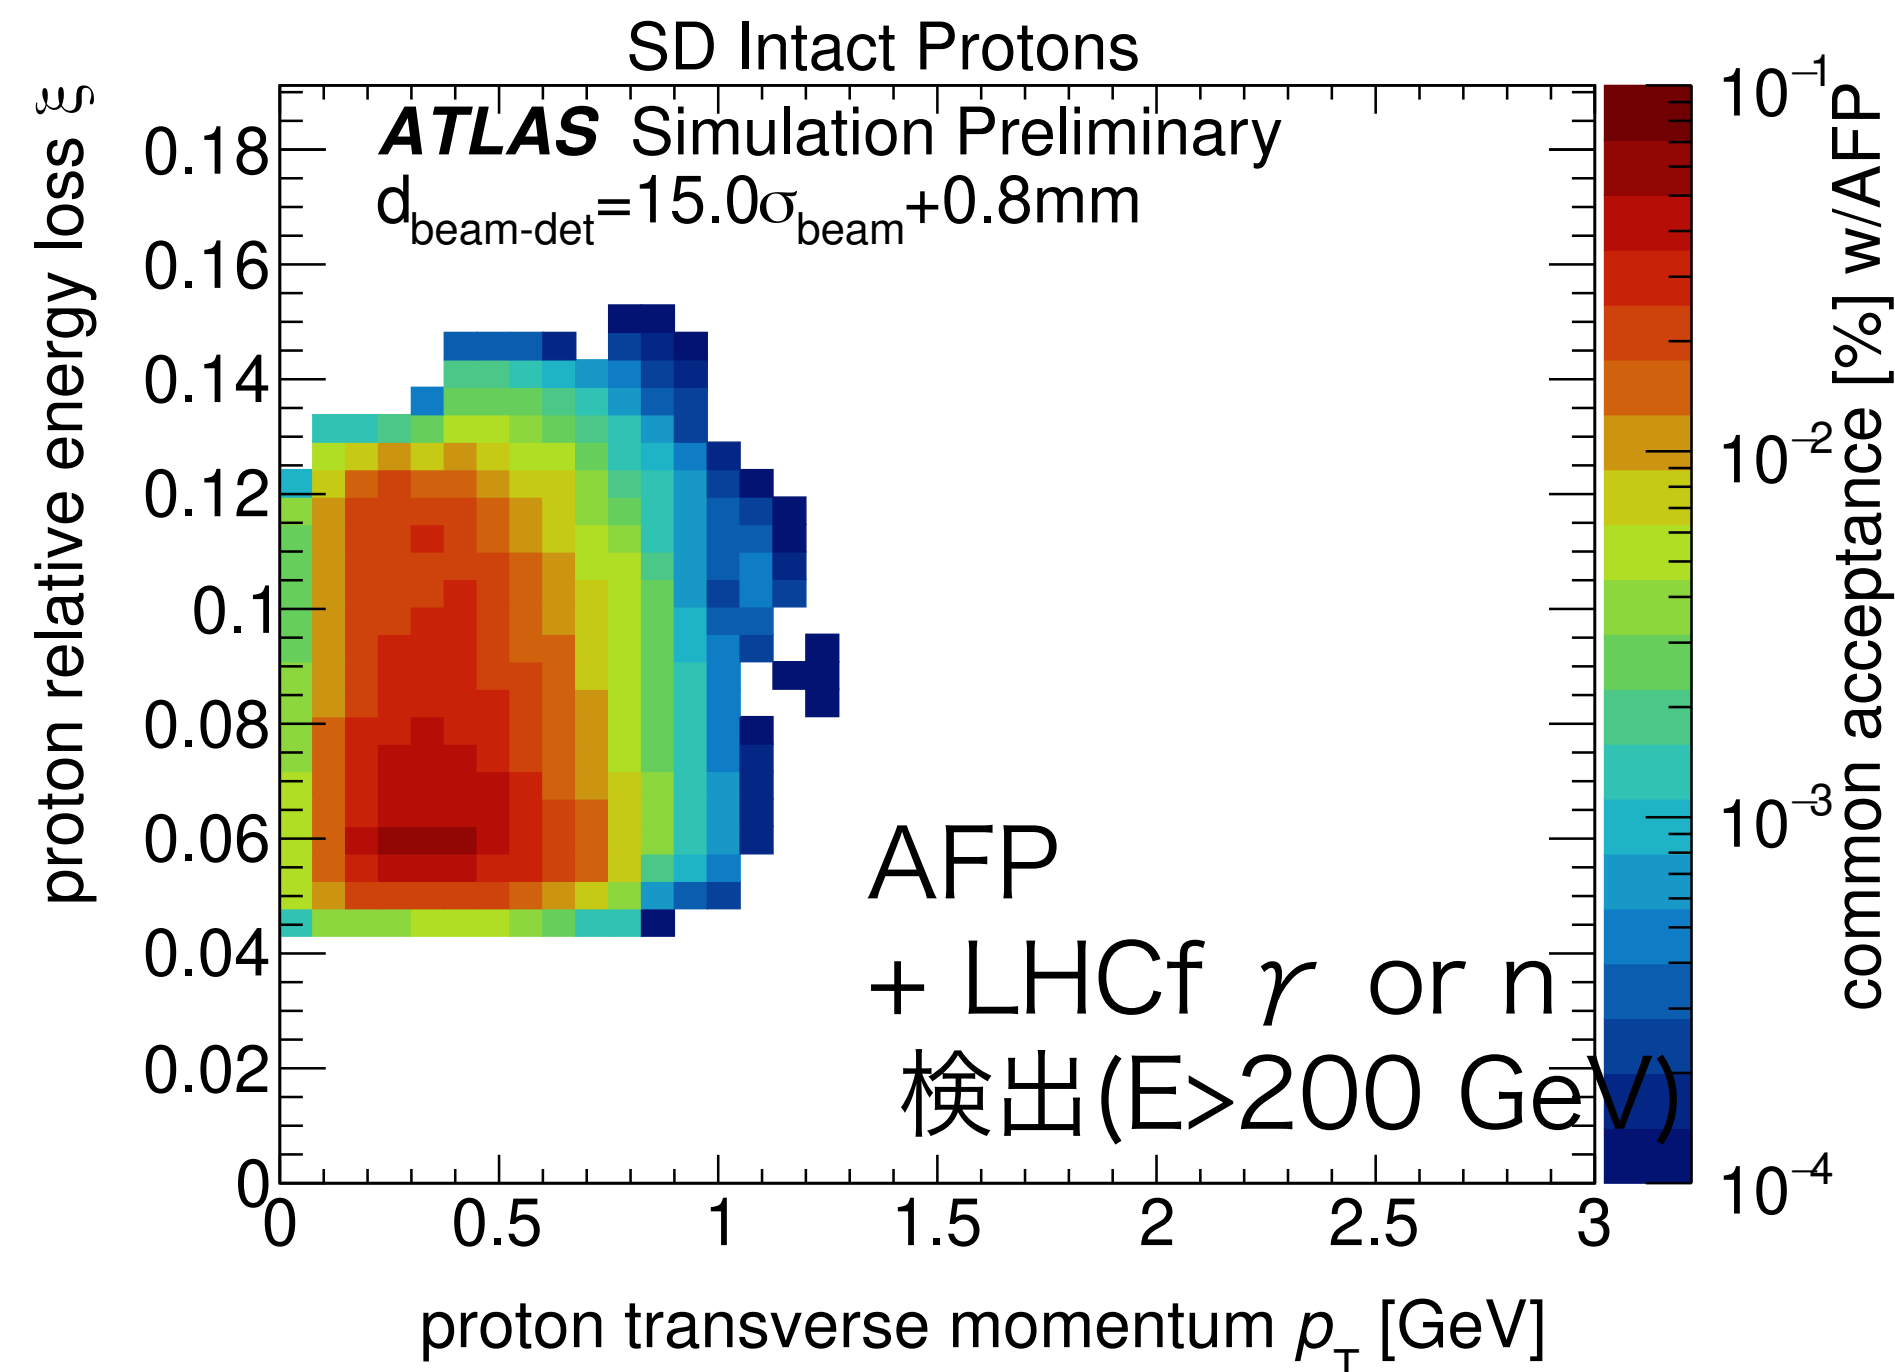 SD Intact Protons
ATLAS Simulation Preliminary
d_beam-det=15.0σ_beam+0.8mm
proton relative energy loss ξ
0.18
0.16
0.14
0.12
0.1
0.08
0.06
0.04
0.02
0
0 0.5 1 1.5 2 2.5 3
proton transverse momentum p_T [GeV]
AFP
+ LHCf γ or n
検出(E>200 GeV)
10⁻¹
10⁻²
10⁻³
10⁻⁴
common acceptance [%] w/AFP